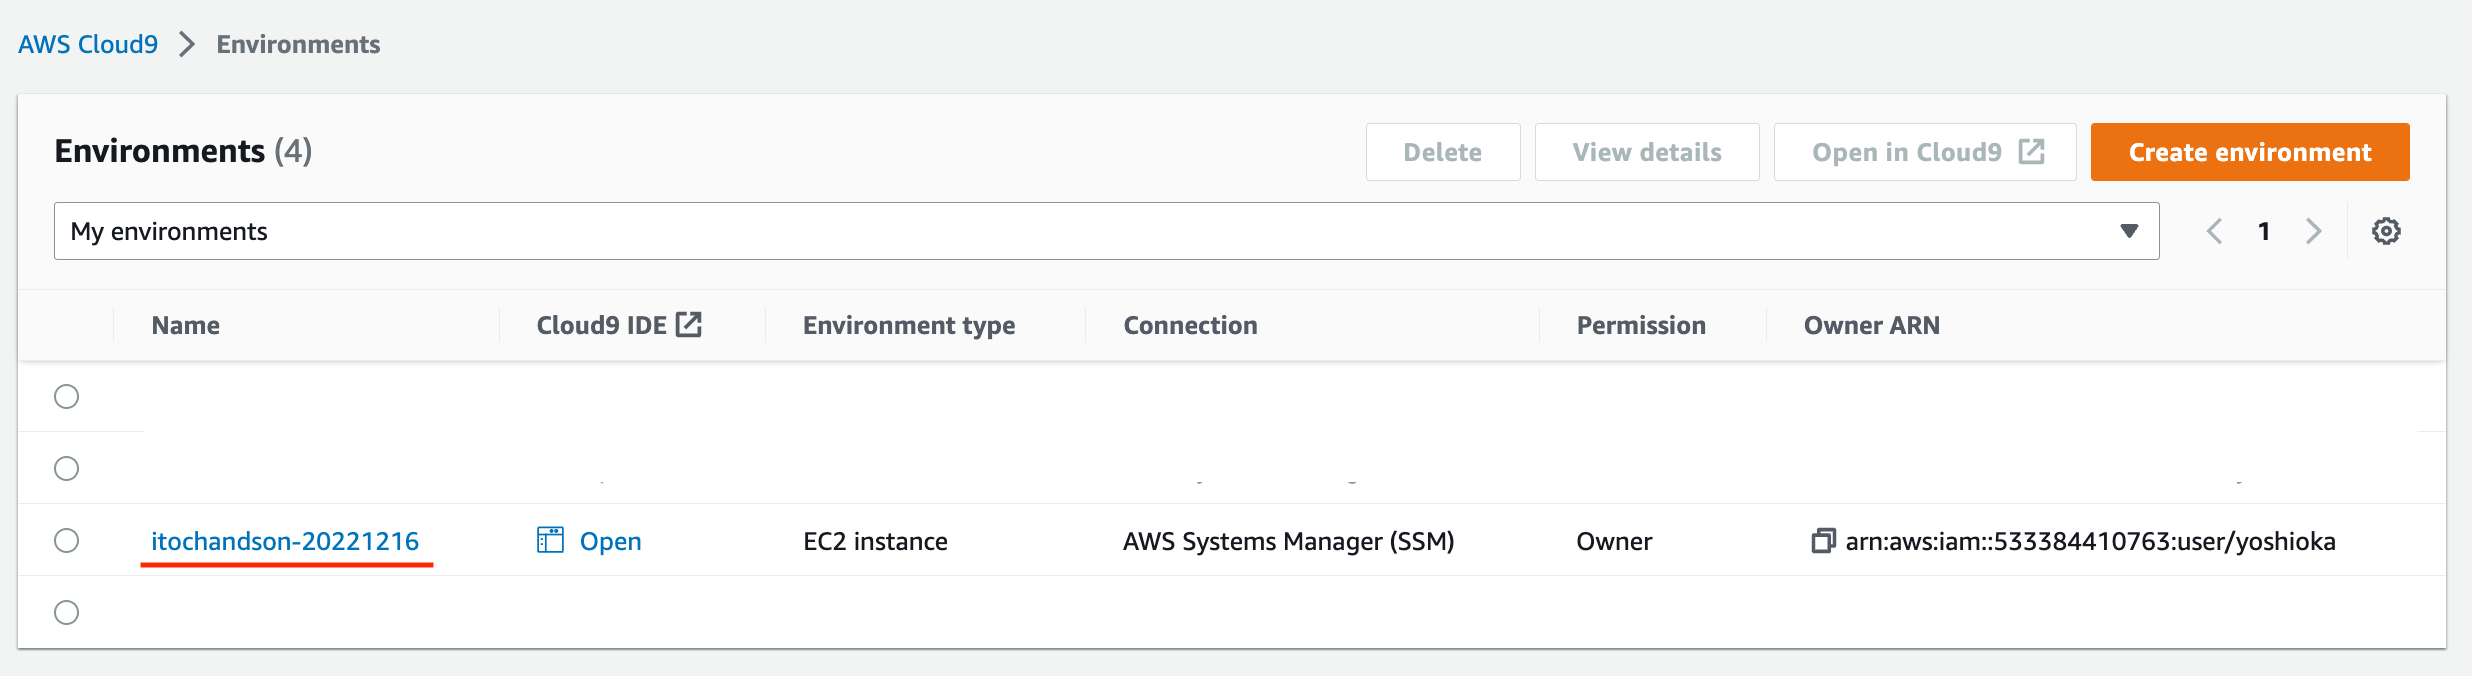 AWS Cloud9 > Environments
Environments (4)
Delete
View details
Open in Cloud9
Create environment
My environments
1
Name Cloud9 IDE Environment type Connection Permission Owner ARN
itochandson-20221216 Open EC2 instance AWS Systems Manager (SSM) Owner arn:aws:iam::533384410763:user/yoshioka